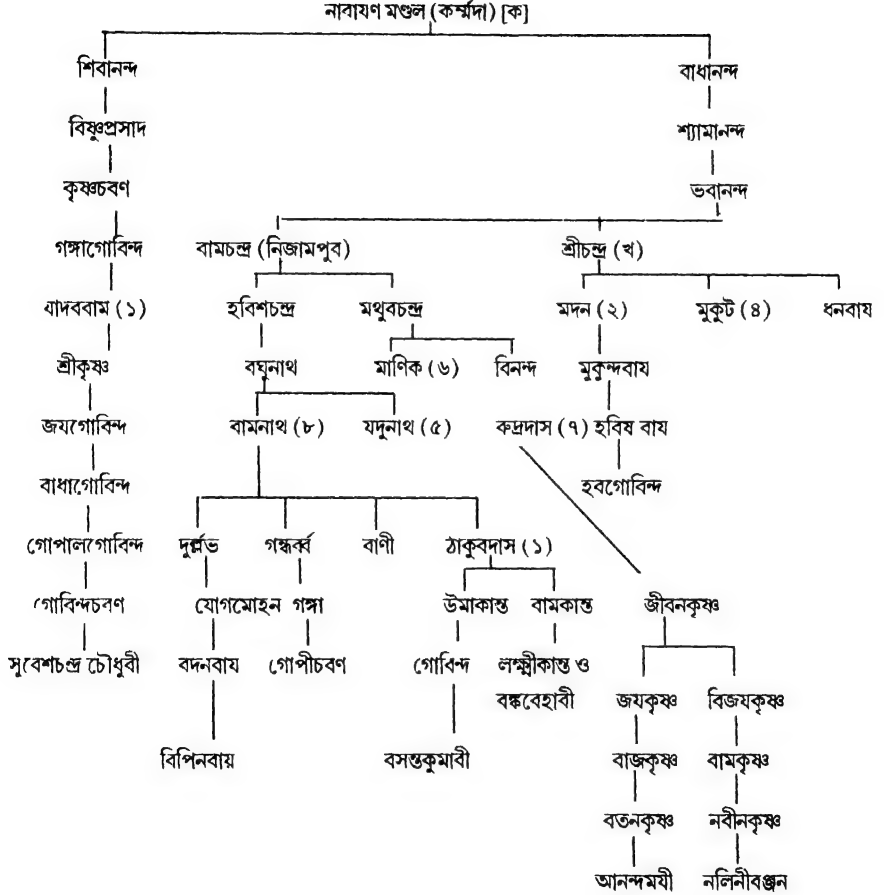 নাবাযণ মণ্ডল (কৰ্ম্মদা) [ক]
শিবানন্দ বাধানন্দ
বিষ্ণুপ্রসাদ শ্যামানন্দ
কৃষ্ণচবণ ভবানন্দ
গঙ্গাগোবিন্দ বামচন্দ্র (নিজামপুব) শ্রীচন্দ্র (খ)
যাদববাম (১) হবিশচন্দ্র মথুবচন্দ্র মদন (২) মুকুট (৪) ধনবায
শ্রীকৃষ্ণ বঘুনাথ মাণিক (৬) বিনন্দ মুকুন্দবায
জযগোবিন্দ বামনাথ (৮) যদুনাথ (৫) রুদ্রদাস (৭) হবিষ বায
বাধাগোবিন্দ হবগোবিন্দ
গোপালগোবিন্দ দুর্ল্লভ গন্ধর্ব্ব বাণী ঠাকুবদাস (১)
গোবিন্দচবণ যোগমোহন গঙ্গা উমাকান্ত বামকান্ত জীবনকৃষ্ণ
সুবেশচন্দ্র চৌধুবী বদনবায গোপীচবণ গোবিন্দ লক্ষ্মীকান্ত ও
বঙ্কবেহাবী জযকৃষ্ণ বিজযকৃষ্ণ
বিপিনবায় বসন্তকুমাবী বাজকৃষ্ণ বামকৃষ্ণ
বতনকৃষ্ণ নবীনকৃষ্ণ
আনন্দমযী নলিনীবঞ্জন